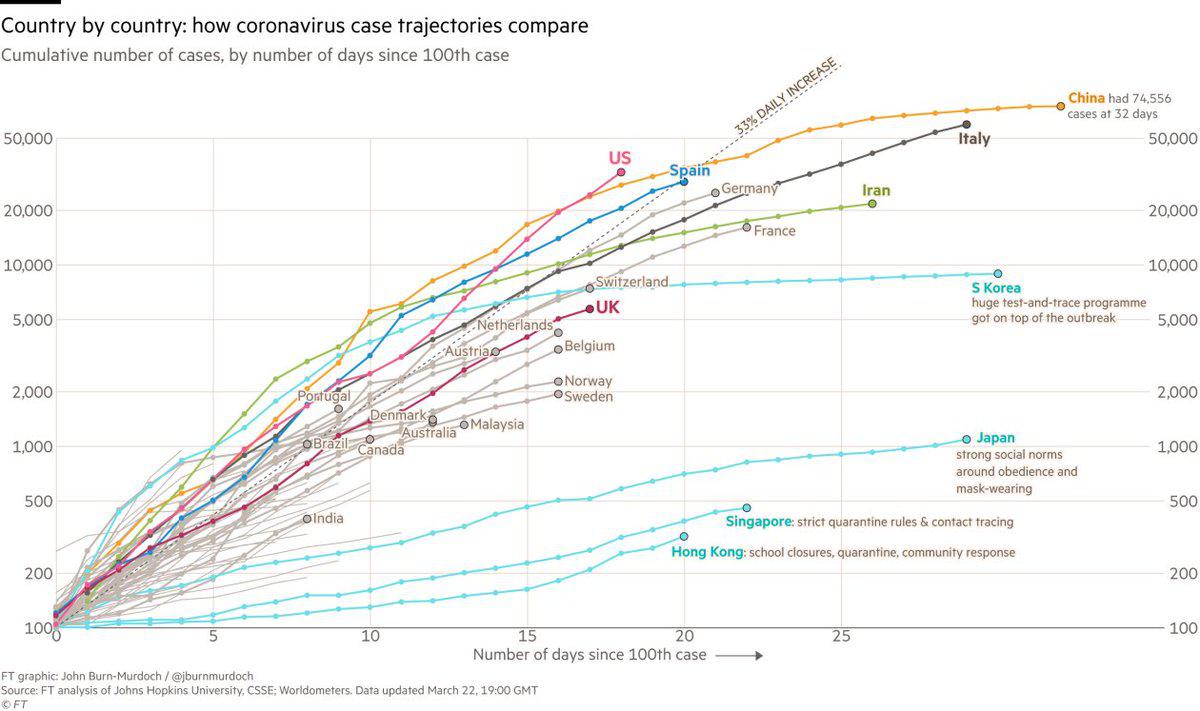 Country by country: how coronavirus case trajectories compare
Cumulative number of cases, by number of days since 100th case
33% DAILY INCREASE
China had 74,556
cases at 32 days
50,000
50,000
Italy
US
Spain
Germany
Iran
20,000
20,000
France
10,000
10,000
Switzerland
S Korea
huge test-and-trace programme
got on top of the outbreak
UK
5,000
5,000
Netherlands
Austria
Belgium
Norway
2,000
2,000
Portugal
Sweden
Denmark
Malaysia
Australia
Brazil
Canada
1,000
1,000
Japan
strong social norms
around obedience and
mask-wearing
500
500
India
Singapore: strict quarantine rules & contact tracing
Hong Kong: school closures, quarantine, community response
200
200
100
100
0 5 10 15 20 25
Number of days since 100th case
FT graphic: John Burn-Murdoch / @jburnmurdoch
Source: FT analysis of Johns Hopkins University, CSSE; Worldometers. Data updated March 22, 19:00 GMT
© FT